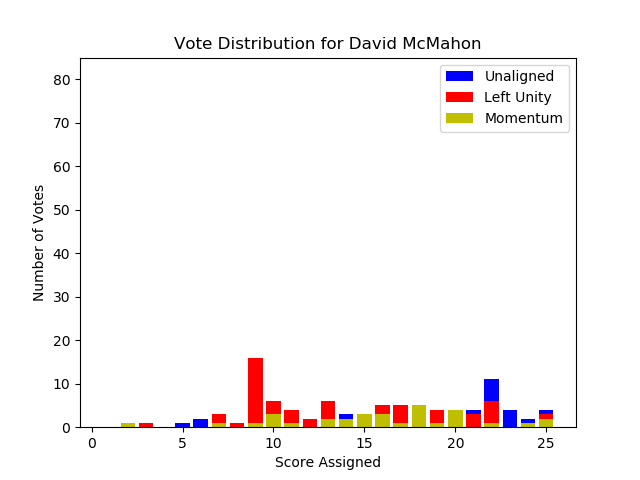 Vote Distribution for David McMahon
Unaligned
Left Unity
Momentum
80
70
60
50
40
30
20
10
0
Number of Votes
0 5 10 15 20 25
Score Assigned